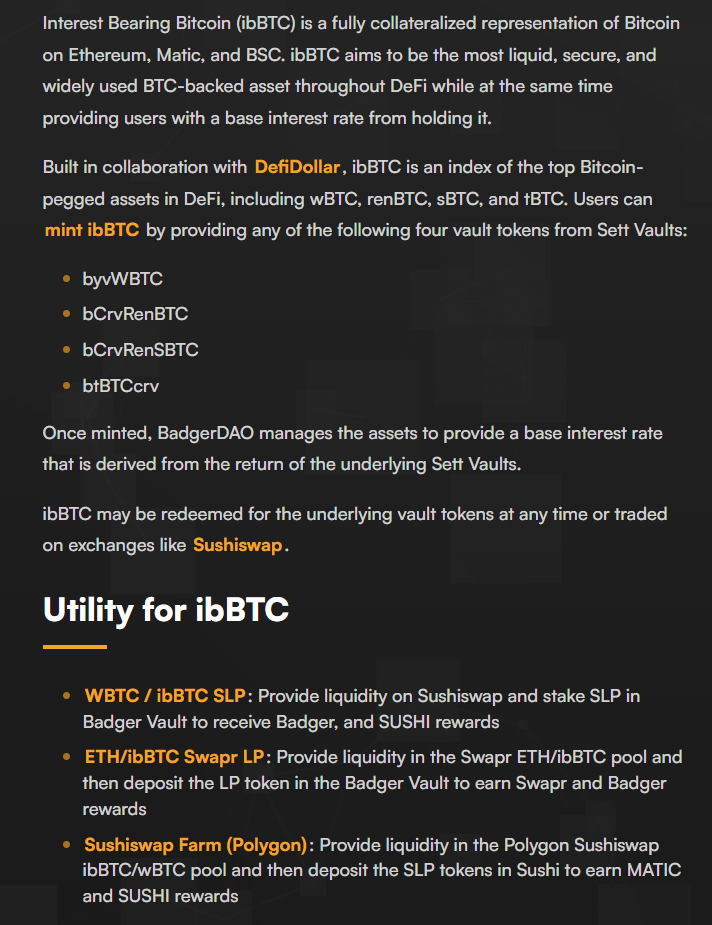 Interest Bearing Bitcoin (ibBTC) is a fully collateralized representation of Bitcoin
on Ethereum, Matic, and BSC. ibBTC aims to be the most liquid, secure, and
widely used BTC-backed asset throughout DeFi while at the same time
providing users with a base interest rate from holding it.
Built in collaboration with DefiDollar, ibBTC is an index of the top Bitcoin-
pegged assets in DeFi, including wBTC, renBTC, sBTC, and tBTC. Users can
mint ibBTC by providing any of the following four vault tokens from Sett Vaults:
• byvWBTC
• bCrvRenBTC
• bCrvRenSBTC
• btBTCcrv
Once minted, BadgerDAO manages the assets to provide a base interest rate
that is derived from the return of the underlying Sett Vaults.
ibBTC may be redeemed for the underlying vault tokens at any time or traded
on exchanges like Sushiswap.
Utility for ibBTC
• WBTC / ibBTC SLP: Provide liquidity on Sushiswap and stake SLP in
Badger Vault to receive Badger, and SUSHI rewards
• ETH/ibBTC Swapr LP: Provide liquidity in the Swapr ETH/ibBTC pool and
then deposit the LP token in the Badger Vault to earn Swapr and Badger
rewards
• Sushiswap Farm (Polygon): Provide liquidity in the Polygon Sushiswap
ibBTC/wBTC pool and then deposit the SLP tokens in Sushi to earn MATIC
and SUSHI rewards